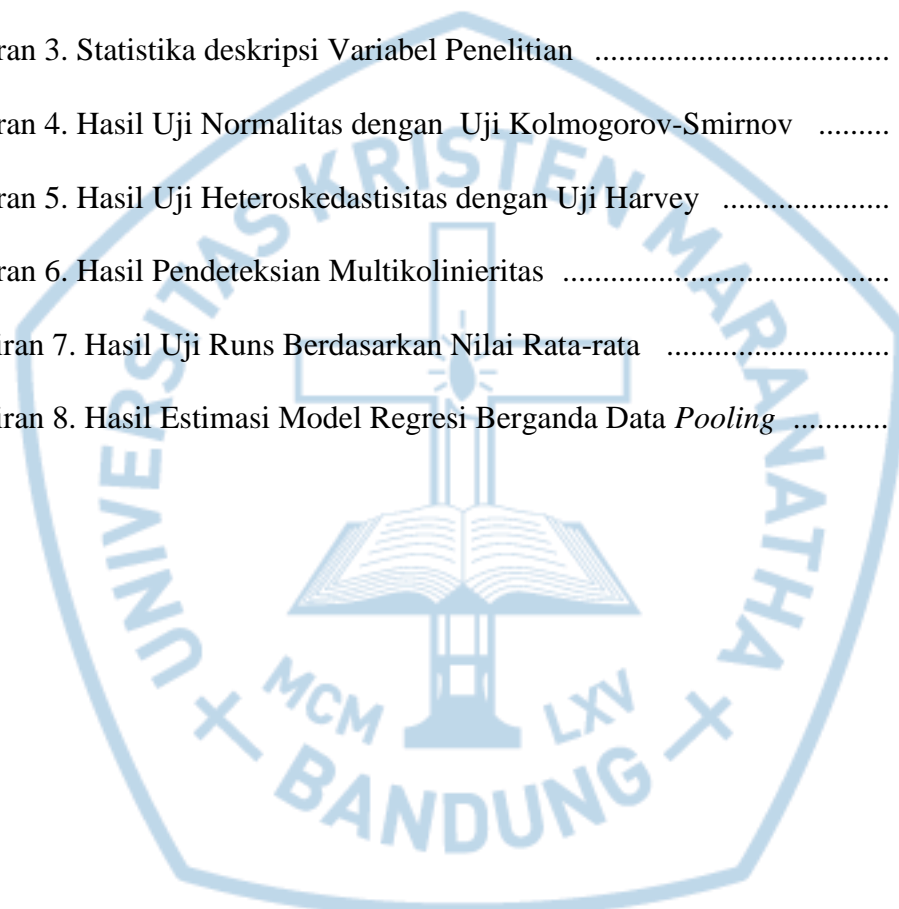 ran 3. Statistika deskripsi Variabel Penelitian ....................................
ran 4. Hasil Uji Normalitas dengan Uji Kolmogorov-Smirnov .........
ran 5. Hasil Uji Heteroskedastisitas dengan Uji Harvey .....................
ran 6. Hasil Pendeteksian Multikolinieritas .........................................
iran 7. Hasil Uji Runs Berdasarkan Nilai Rata-rata ............................
iran 8. Hasil Estimasi Model Regresi Berganda Data Pooling ............
UNIVERSITAS KRISTEN MARANATHA
MCM LXV
BANDUNG